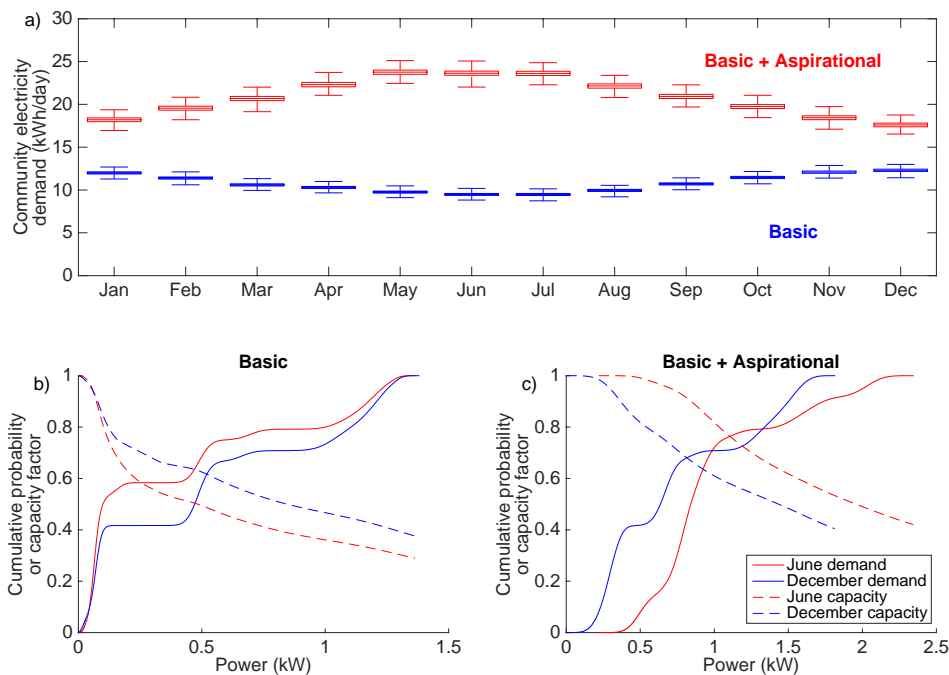 a)
Community electricity
demand (kWh/day)
30
25
20
15
10
5
0
Basic + Aspirational
Basic
Jan Feb Mar Apr May Jun Jul Aug Sep Oct Nov Dec
Basic
b)
Cumulative probability
or capacity factor
1
0.8
0.6
0.4
0.2
0
0 0.5 1 1.5
Power (kW)
Basic + Aspirational
c)
Cumulative probability
or capacity factor
1
0.8
0.6
0.4
0.2
0
June demand
December demand
June capacity
December capacity
0 0.5 1 1.5 2 2.5
Power (kW)